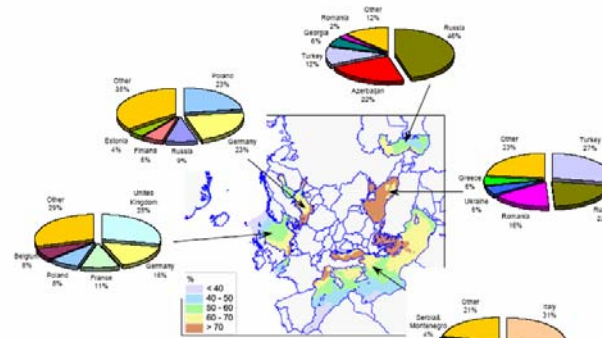 Other
12%
Romania
2%
Georgia
6%
Turkey
12%
Azerbaijan
22%
Russia
46%
Other
35%
Poland
23%
Estonia
4%
Finland
6%
Russia
9%
Germany
23%
Other
23%
Turkey
27%
Greece
6%
Ukraine
6%
Romania
16%
Other
29%
United
Kingdom
Belgium
Poland
France
11%
Germany
16%
%
< 40
40 - 50
50 - 60
60 - 70
> 70
Serbia&
Montenegro
4%
Other
21%
Italy
31%